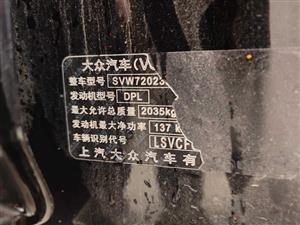 大众汽车(V
整车型号 SVW7202
发动机型号 DPL
最大允许总质量 2035kg
发动机最大净功率 137 k
车辆识别代号 LSVCF
上汽大众汽车有